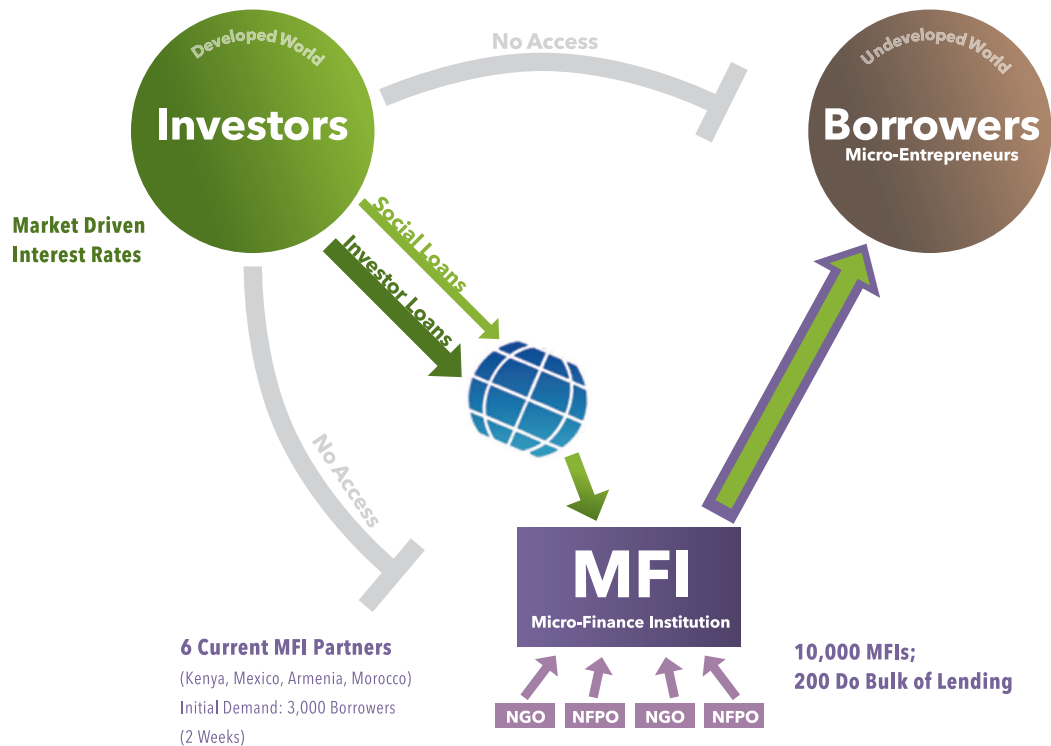 Developed World
Investors
No Access
Undeveloped World
Borrowers
Micro-Entrepreneurs
Market Driven
Interest Rates
Social Loans
Investor Loans
No Access
MFI
Micro-Finance Institution
6 Current MFI Partners
(Kenya, Mexico, Armenia, Morocco)
Initial Demand: 3,000 Borrowers
(2 Weeks)
10,000 MFIs;
200 Do Bulk of Lending
NGO
NFPO
NGO
NFPO